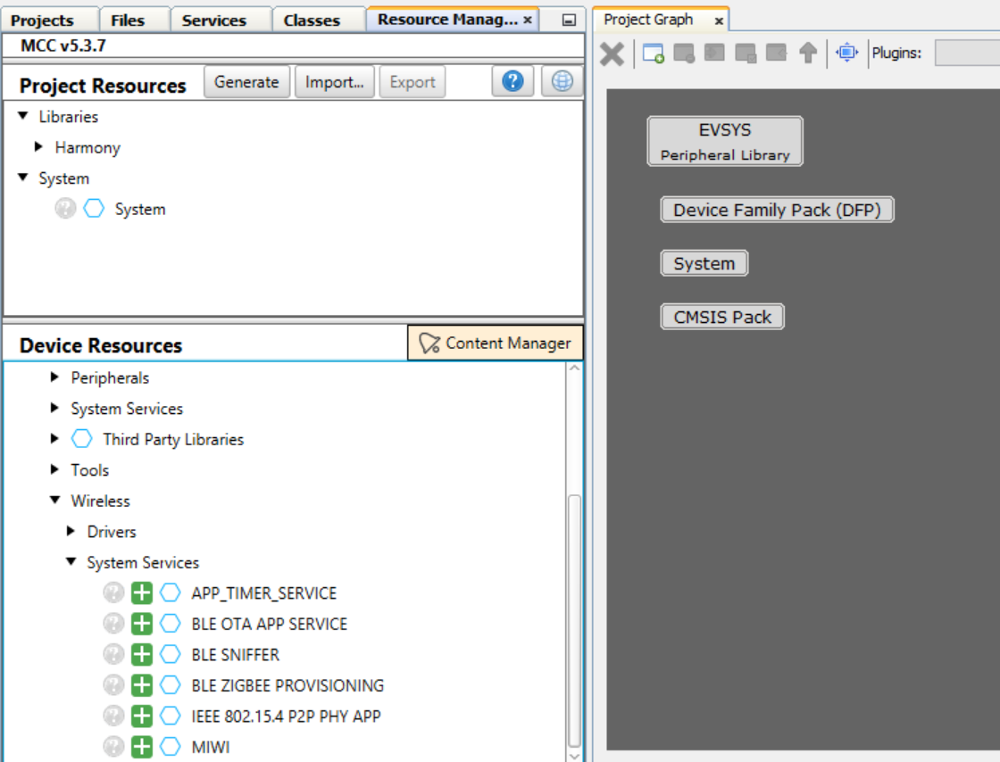 Projects Files Services Classes Resource Manag... ×
MCC v5.3.7
Project Resources Generate Import... Export
Libraries
Harmony
System
System
Device Resources Content Manager
Peripherals
System Services
Third Party Libraries
Tools
Wireless
Drivers
System Services
APP_TIMER_SERVICE
BLE OTA APP SERVICE
BLE SNIFFER
BLE ZIGBEE PROVISIONING
IEEE 802.15.4 P2P PHY APP
MIWI
Project Graph ×
Plugins:
EVSYS
Peripheral Library
Device Family Pack (DFP)
System
CMSIS Pack